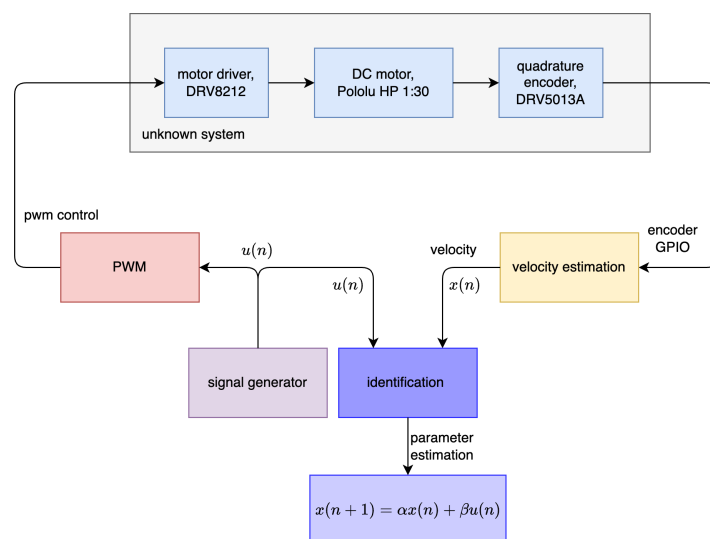 motor driver,
DRV8212
DC motor,
Pololu HP 1:30
quadrature
encoder,
DRV5013A
unknown system
pwm control
PWM
u(n)
u(n)
velocity
x(n)
velocity estimation
encoder
GPIO
signal generator
identification
parameter
estimation
x(n + 1) = αx(n) + βu(n)